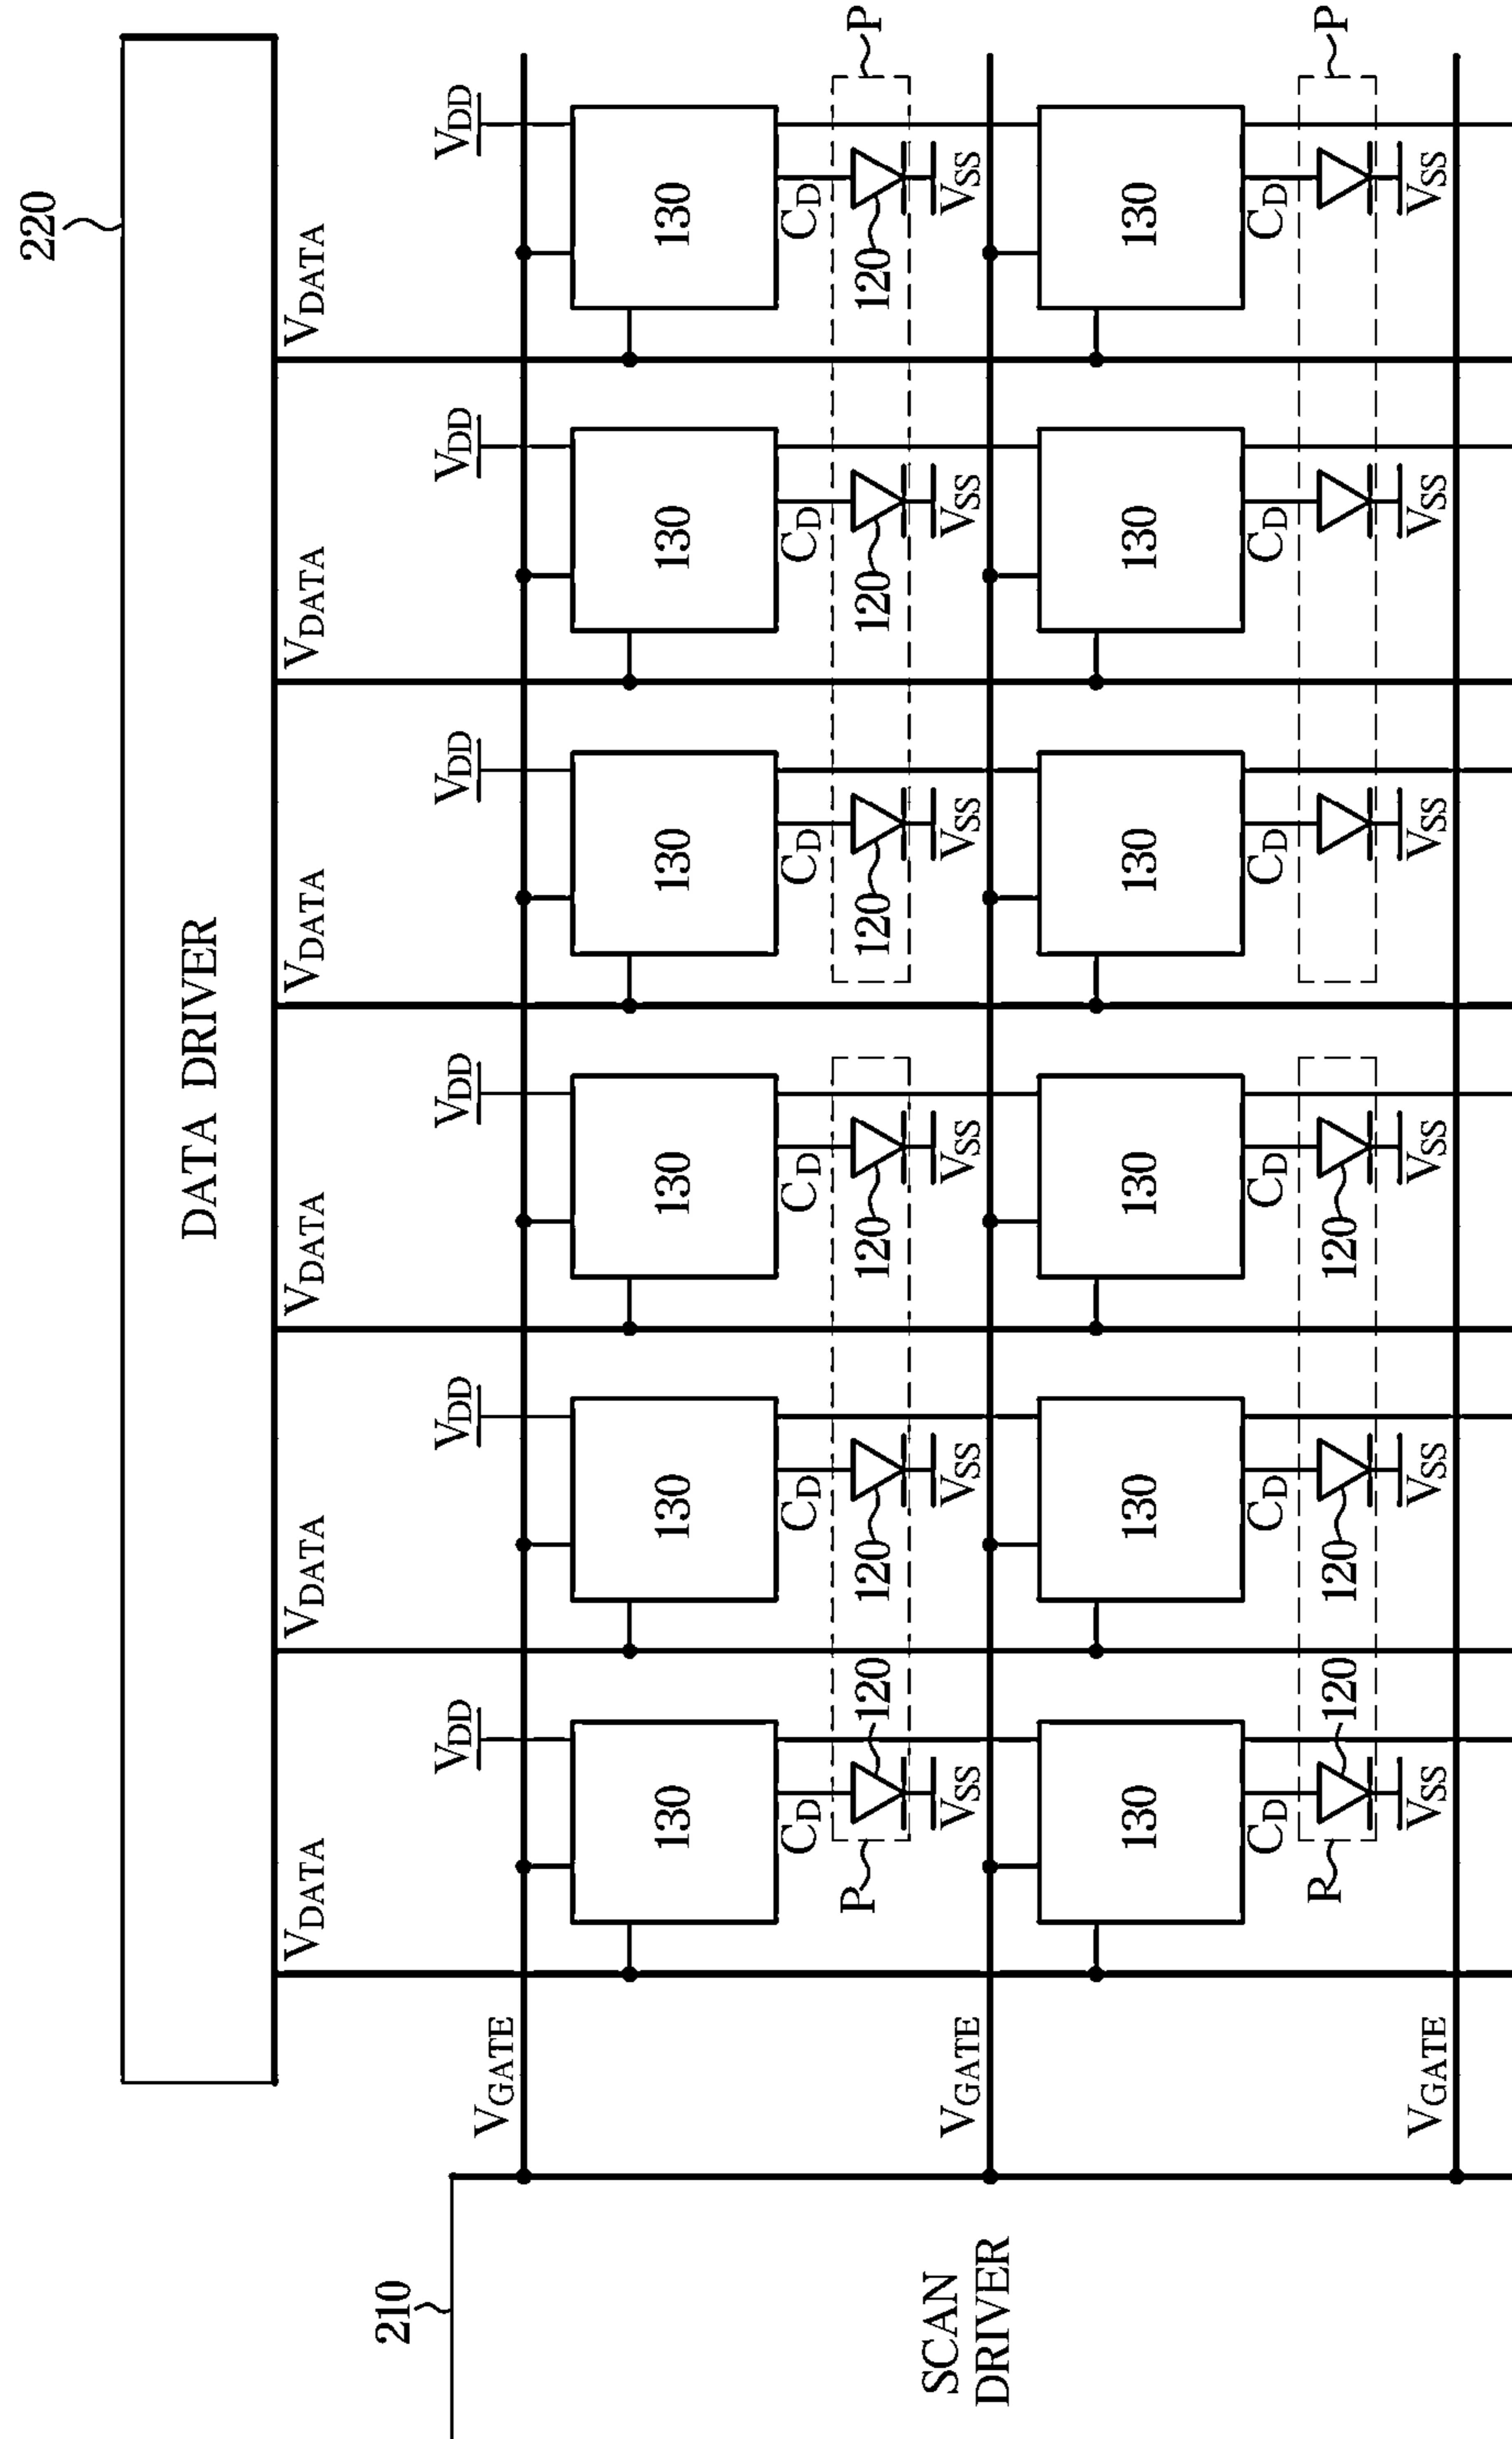 220
DATA DRIVER
VDATA VDATA VDATA VDATA VDATA VDATA
210
VDD VDD VDD VDD VDD VDD
VGATE
130 130 130 130 130 130
CD CD CD CD CD CD
P 120 120 120 120 120 120 P
VGATE VSS VSS VSS VSS VSS VSS
SCAN
DRIVER
130 130 130 130 130 130
CD CD CD CD CD CD
R 120 120 120 P
VGATE VSS VSS VSS VSS VSS VSS